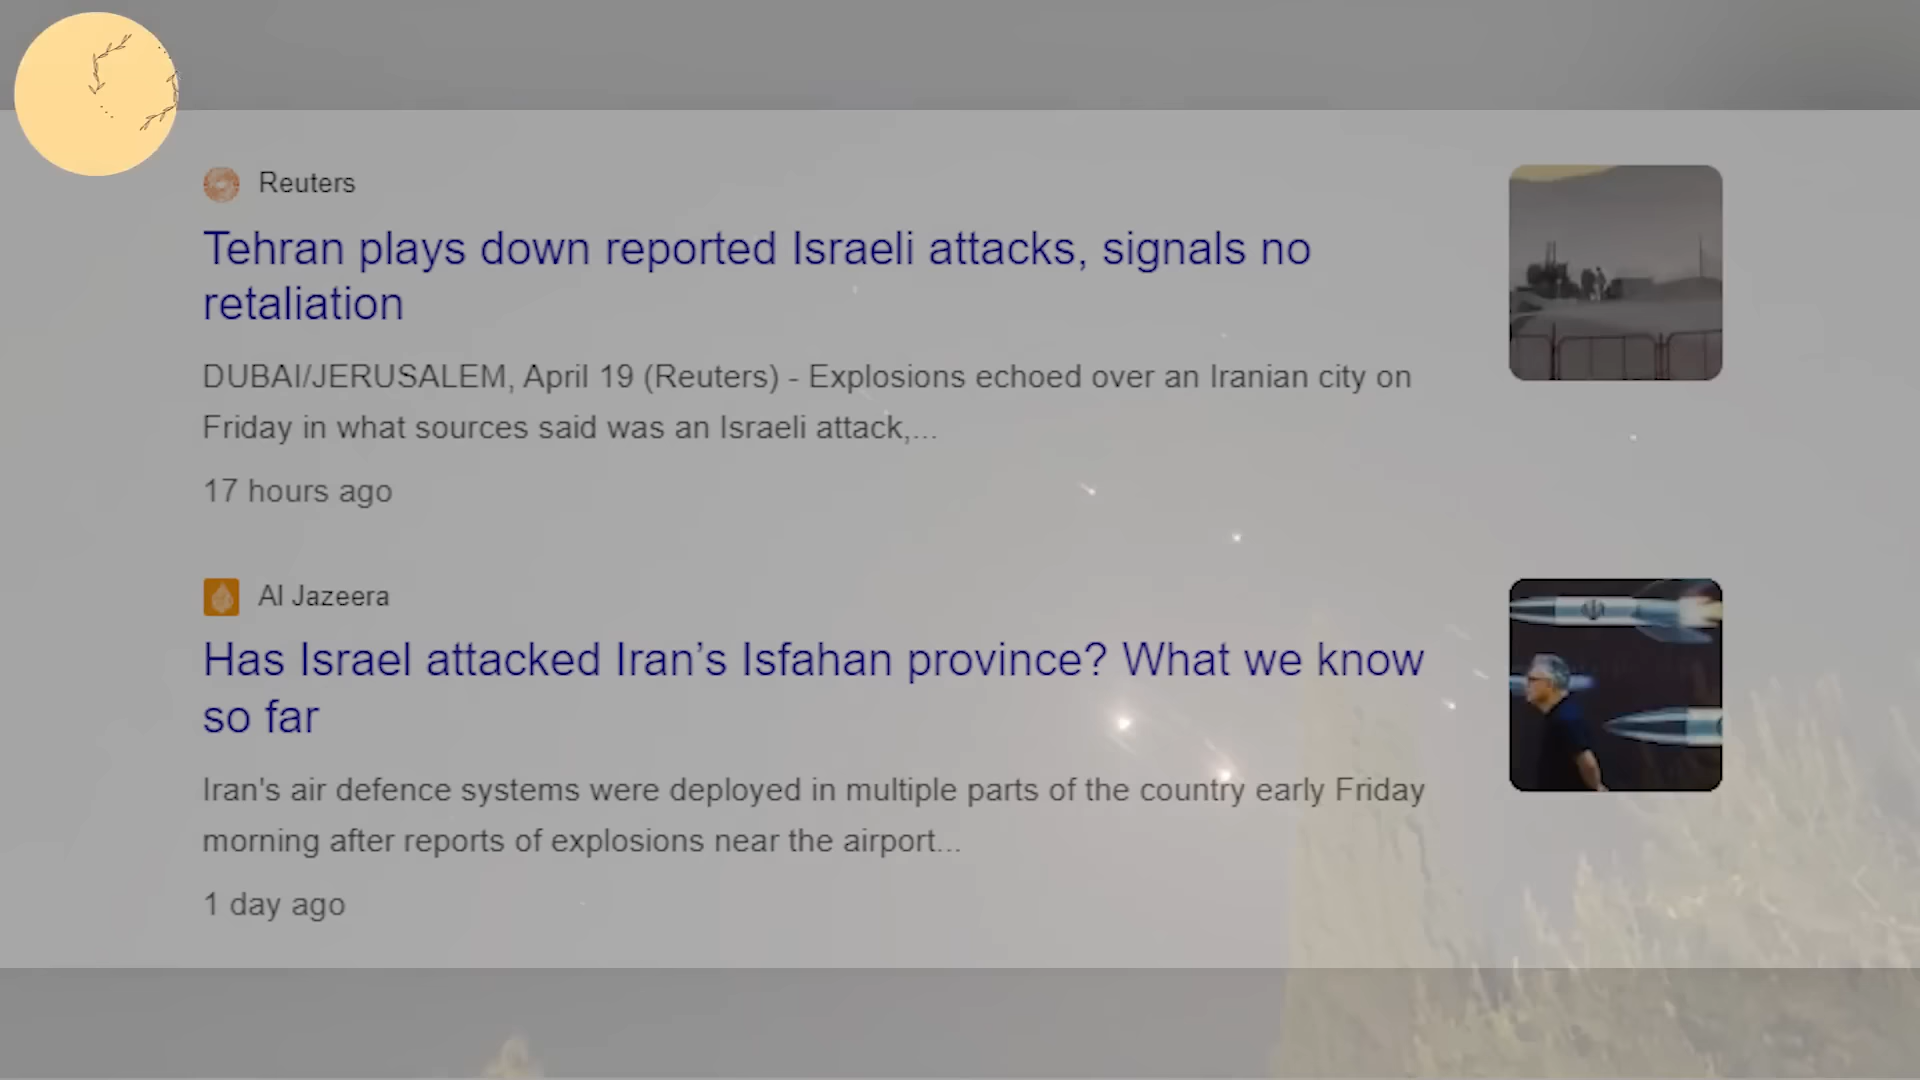 Reuters
Tehran plays down reported Israeli attacks, signals no
retaliation
DUBAI/JERUSALEM, April 19 (Reuters) - Explosions echoed over an Iranian city on
Friday in what sources said was an Israeli attack,...
17 hours ago
Al Jazeera
Has Israel attacked Iran’s Isfahan province? What we know
so far
Iran's air defence systems were deployed in multiple parts of the country early Friday
morning after reports of explosions near the airport...
1 day ago